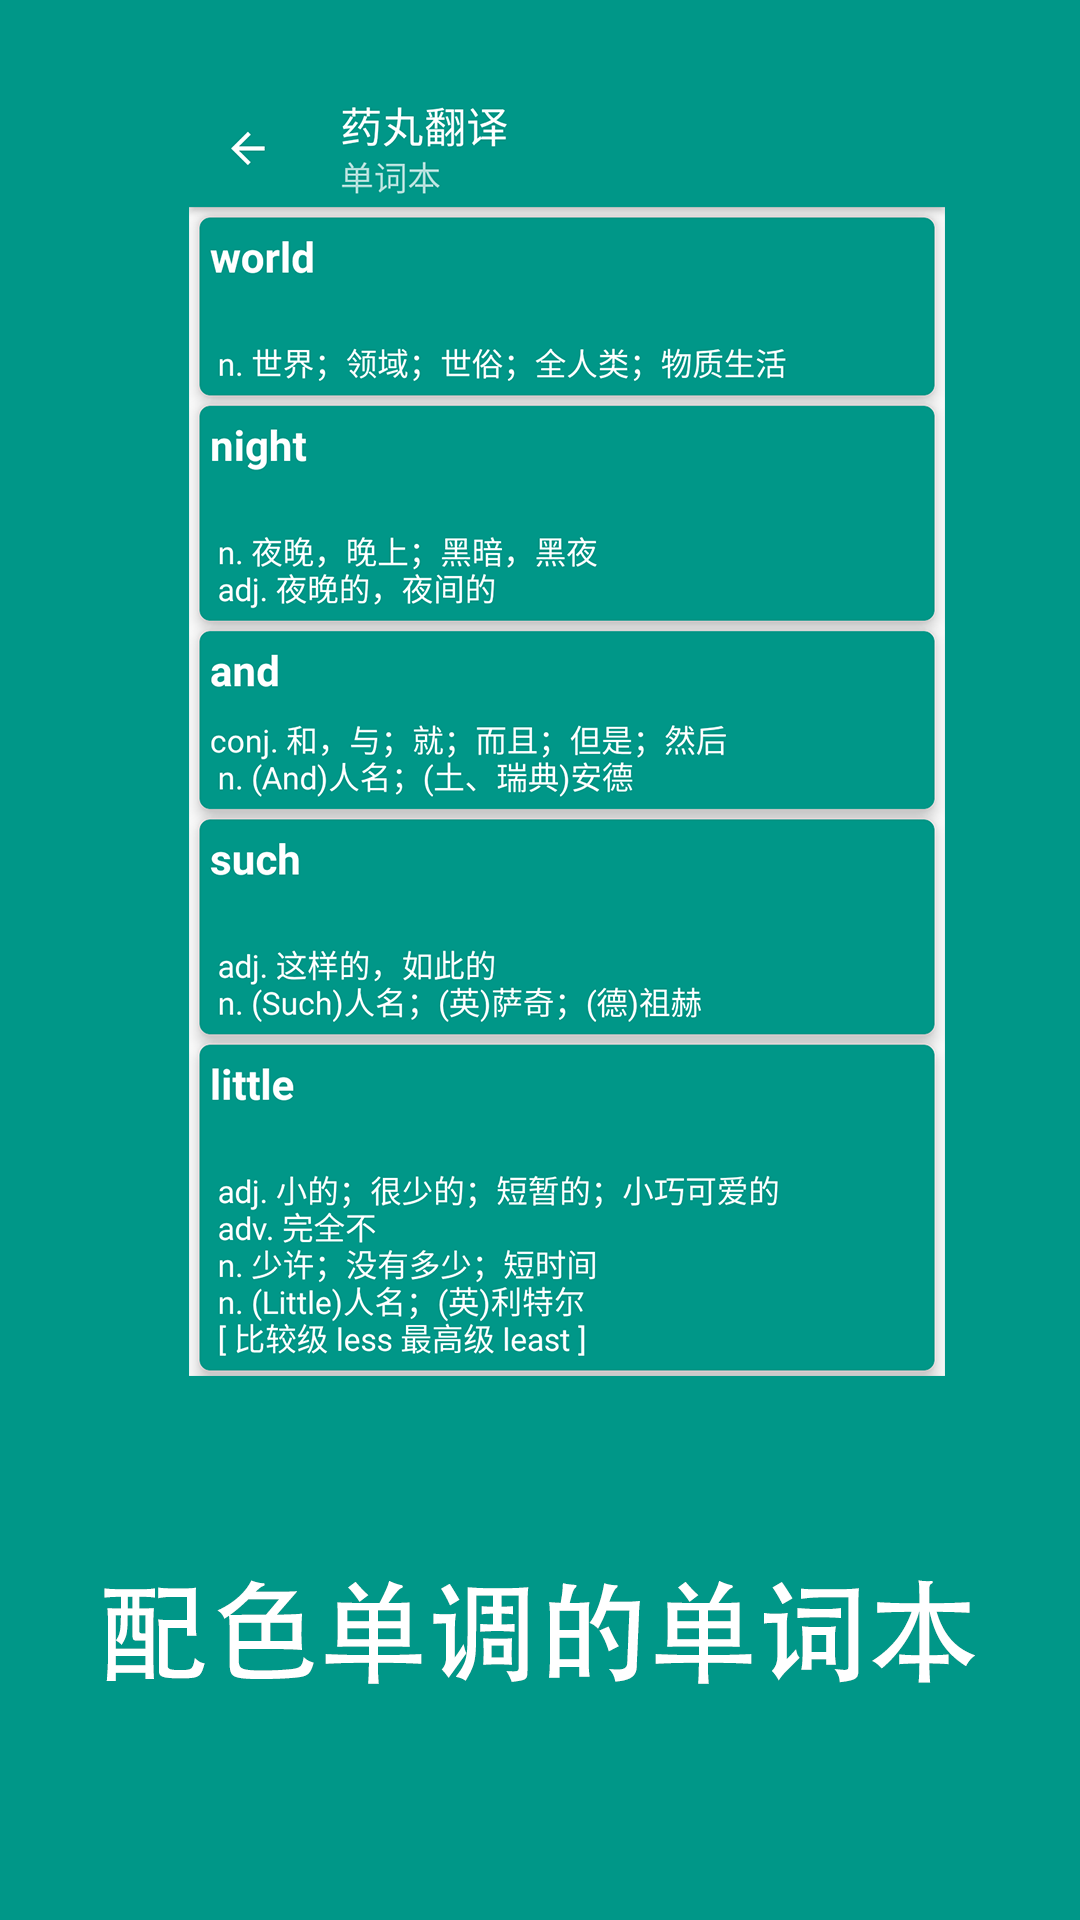 药丸翻译
单词本
world
n. 世界；领域；世俗；全人类；物质生活
night
n. 夜晚，晚上；黑暗，黑夜
adj. 夜晚的，夜间的
and
conj. 和，与；就；而且；但是；然后
n. (And)人名；(土、瑞典)安德
such
adj. 这样的，如此的
n. (Such)人名；(英)萨奇；(德)祖赫
little
adj. 小的；很少的；短暂的；小巧可爱的
adv. 完全不
n. 少许；没有多少；短时间
n. (Little)人名；(英)利特尔
[ 比较级 less 最高级 least ]
配色单调的单词本